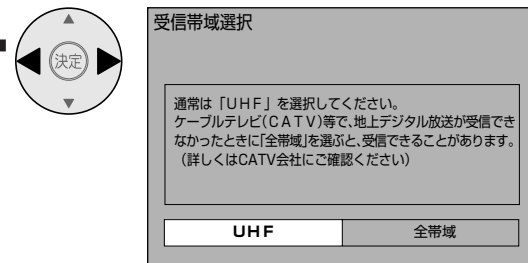 受信帯域選択
決定
通常は「UHF」を選択してください。
ケーブルテレビ(CATV)等で、地上デジタル放送が受信でき
なかったときに「全帯域」を選ぶと、受信できることがあります。
(詳しくはCATV会社にご確認ください)
UHF
全帯域